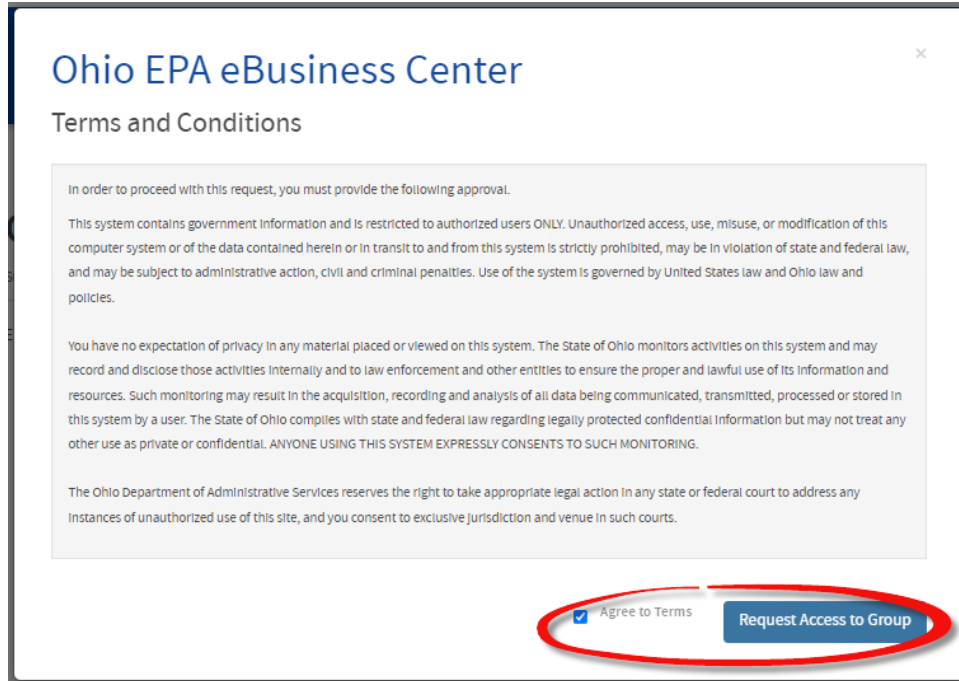 Ohio EPA eBusiness Center
×
Terms and Conditions
In order to proceed with this request, you must provide the following approval.
This system contains government information and is restricted to authorized users ONLY. Unauthorized access, use, misuse, or modification of this
computer system or of the data contained herein or in transit to and from this system is strictly prohibited, may be in violation of state and federal law,
and may be subject to administrative action, civil and criminal penalties. Use of the system is governed by United States law and Ohio law and
policies.
You have no expectation of privacy in any material placed or viewed on this system. The State of Ohio monitors activities on this system and may
record and disclose those activities internally and to law enforcement and other entities to ensure the proper and lawful use of its information and
resources. Such monitoring may result in the acquisition, recording and analysis of all data being communicated, transmitted, processed or stored in
this system by a user. The State of Ohio complies with state and federal law regarding legally protected confidential information but may not treat any
other use as private or confidential. ANYONE USING THIS SYSTEM EXPRESSLY CONSENTS TO SUCH MONITORING.
The Ohio Department of Administrative Services reserves the right to take appropriate legal action in any state or federal court to address any
instances of unauthorized use of this site, and you consent to exclusive jurisdiction and venue in such courts.
Agree to Terms
Request Access to Group